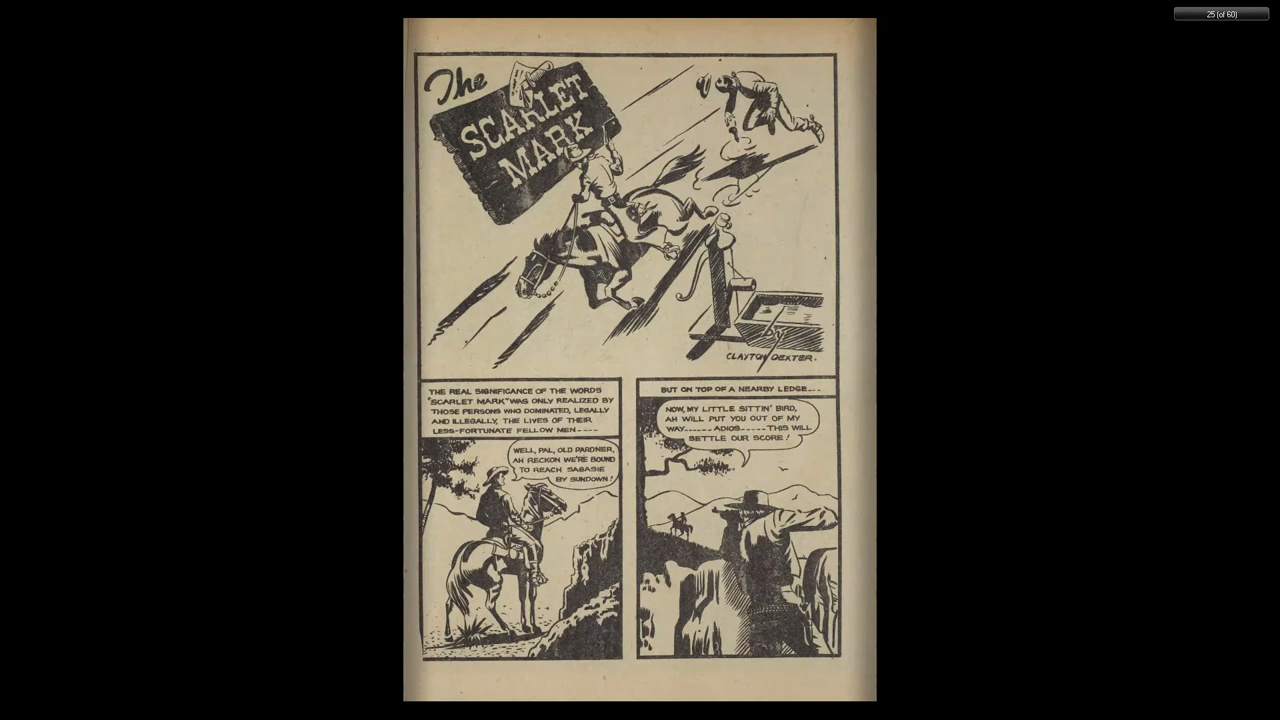 25 (of 60)
The
SCARLET
MARK
by
CLAYTON DEXTER.
THE REAL SIGNIFICANCE OF THE WORDS
"SCARLET MARK" WAS ONLY REALIZED BY
THOSE PERSONS WHO DOMINATED, LEGALLY
AND ILLEGALLY, THE LIVES OF THEIR
LESS-FORTUNATE FELLOW MEN----
WELL, PAL, OLD PARDNER,
AH RECKON WE'RE BOUND
TO REACH SAGASIE
BY SUNDOWN!
BUT ON TOP OF A NEARBY LEDGE---
NOW, MY LITTLE SITTIN' BIRD,
AH WILL PUT YOU OUT OF MY
WAY------ADIOS-----THIS WILL
SETTLE OUR SCORE!